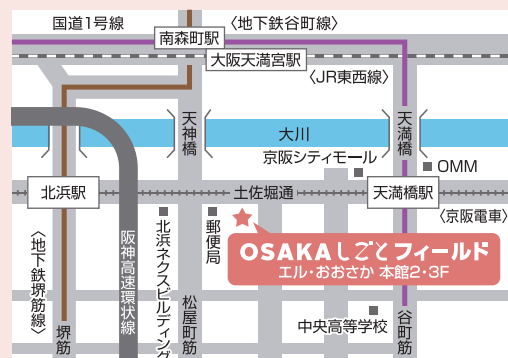 国道1号線
〈地下鉄谷町線〉
南森町駅
大阪天満宮駅
〈JR東西線〉
天神橋
大川
天満橋
京阪シティモール
OMM
北浜駅
土佐堀通
天満橋駅
〈京阪電車〉
〈地下鉄堺筋線〉
阪神高速環状線
北浜ネクスビルディング
郵便局
OSAKAしごとフィールド
エル・おおさか 本館2・3F
堺筋
松屋町筋
中央高等学校
谷町筋